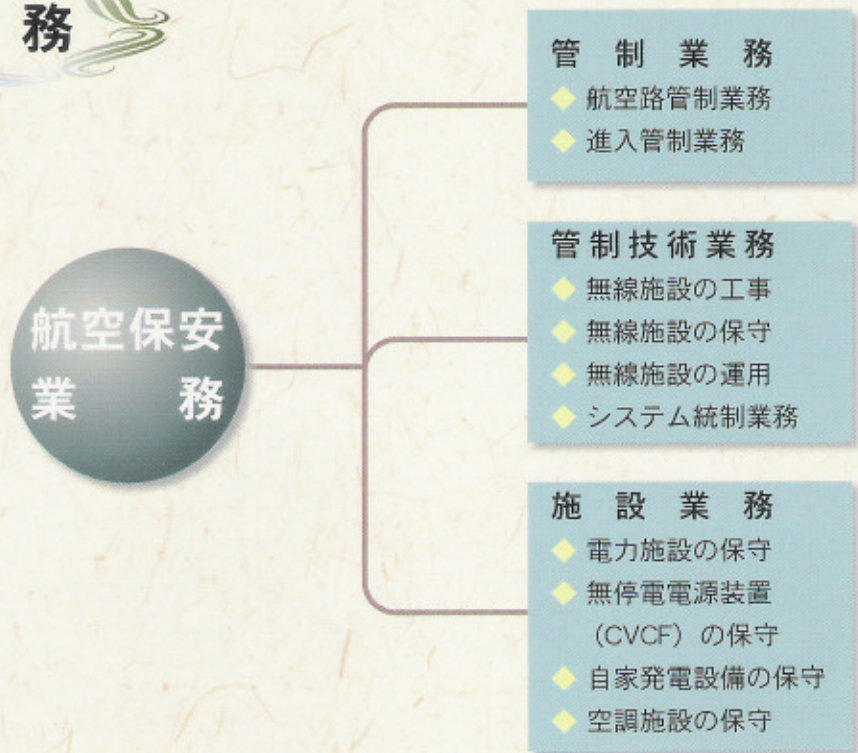 務
航空保安
業務
管制業務
◆ 航空路管制業務
◆ 進入管制業務
管制技術業務
◆ 無線施設の工事
◆ 無線施設の保守
◆ 無線施設の運用
◆ システム統制業務
施設業務
◆ 電力施設の保守
◆ 無停電電源装置
（CVCF）の保守
◆ 自家発電設備の保守
◆ 空調施設の保守